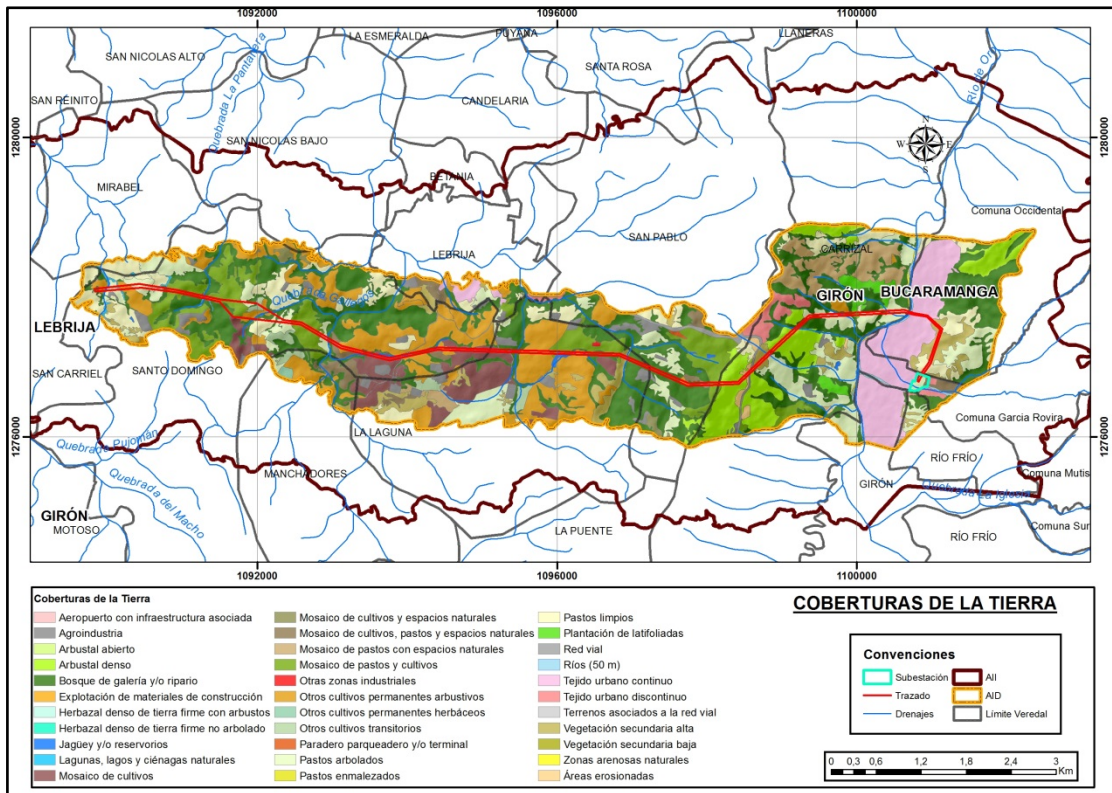 1092000 1096000 1100000
LA ESMERALDA PUYANA LLANERAS
SAN NICOLAS ALTO
Quebrada La Pantanera
SANTA ROSA
Río de Oro
SAN REINITO
CANDELARIA
1280000 1280000
SAN NICOLAS BAJO
N
W E
S
MIRABEL
BETANIA
Comuna Occidental
SAN PABLO
LEBRIJA
CARRIZAL
GIRÓN BUCARAMANGA
LEBRIJA
SAN CARRIEL
SANTO DOMINGO
Comuna Garcia Rovira
1276000 1276000
LA LAGUNA
Quebrada Pujomán
RÍO FRÍO
Comuna Mutis
MANCHADORES
Quebrada del Macho
GIRÓN
Quebrada La Iglesia
GIRÓN
MOTOSO
LA PUENTE
RÍO FRÍO
Comuna Sur
1092000 1096000 1100000
Coberturas de la Tierra
Aeropuerto con infraestructura asociada
Agroindustria
Arbustal abierto
Arbustal denso
Bosque de galería y/o ripario
Explotación de materiales de construcción
Herbazal denso de tierra firme con arbustos
Herbazal denso de tierra firme no arbolado
Jagüey y/o reservorios
Lagunas, lagos y ciénagas naturales
Mosaico de cultivos
Mosaico de cultivos y espacios naturales
Mosaico de cultivos, pastos y espacios naturales
Mosaico de pastos con espacios naturales
Mosaico de pastos y cultivos
Otras zonas industriales
Otros cultivos permanentes arbustivos
Otros cultivos permanentes herbáceos
Otros cultivos transitorios
Paradero parqueadero y/o terminal
Pastos arbolados
Pastos enmalezados
Pastos limpios
Plantación de latifoliadas
Red vial
Ríos (50 m)
Tejido urbano continuo
Tejido urbano discontinuo
Terrenos asociados a la red vial
Vegetación secundaria alta
Vegetación secundaria baja
Zonas arenosas naturales
Áreas erosionadas
COBERTURAS DE LA TIERRA
Convenciones
Subestación
Trazado
Drenajes
AII
AID
Límite Veredal
0 0,3 0,6 1,2 1,8 2,4 3
Km